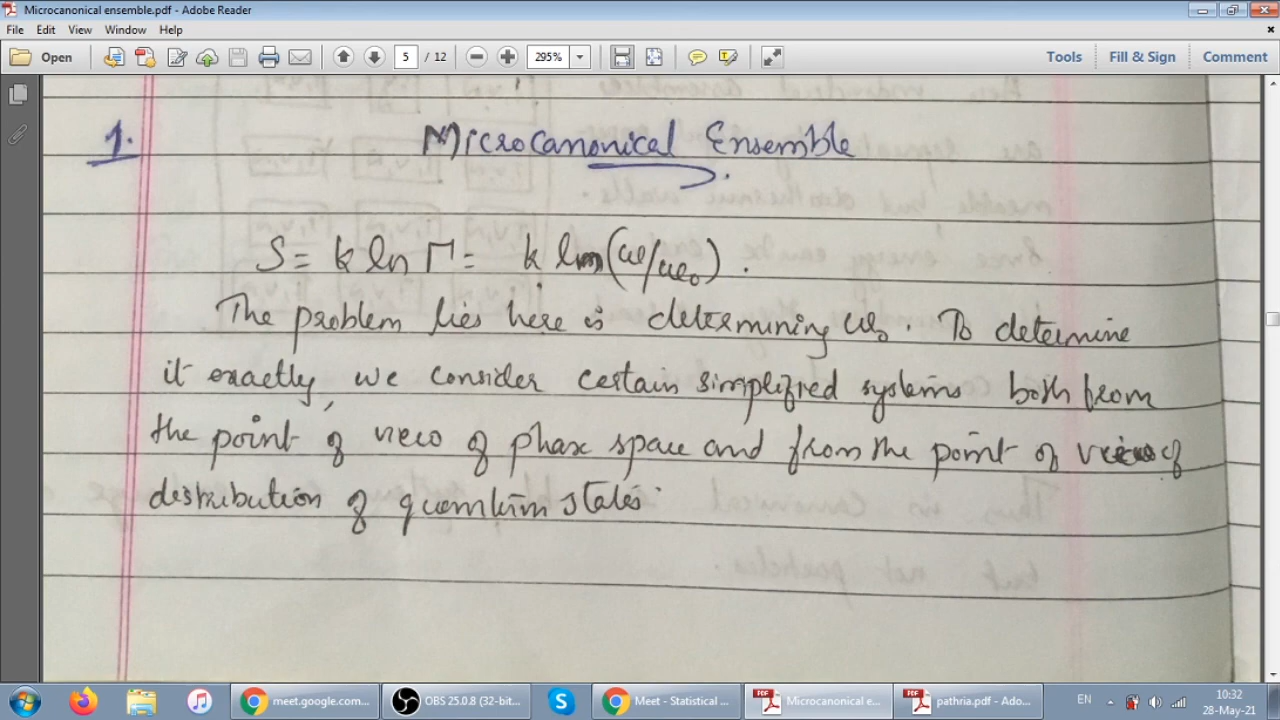 Microcanonical ensemble.pdf - Adobe Reader
File Edit View Window Help
Open 5 / 12 295% Tools Fill & Sign Comment
1. Microcanonical Ensemble
S = k ln Γ = k ln (ω/ω₀).
The problem lies here is determining ω₀. To determine
it exactly, we consider certain simplified systems both from
the point of view of phase space and from the point of view of
distribution of quantum states.
meet.google.com... OBS 25.0.8 (32-bit... Meet - Statistical ... Microcanonical e... pathria.pdf - Ado... EN 10:32
28-May-21